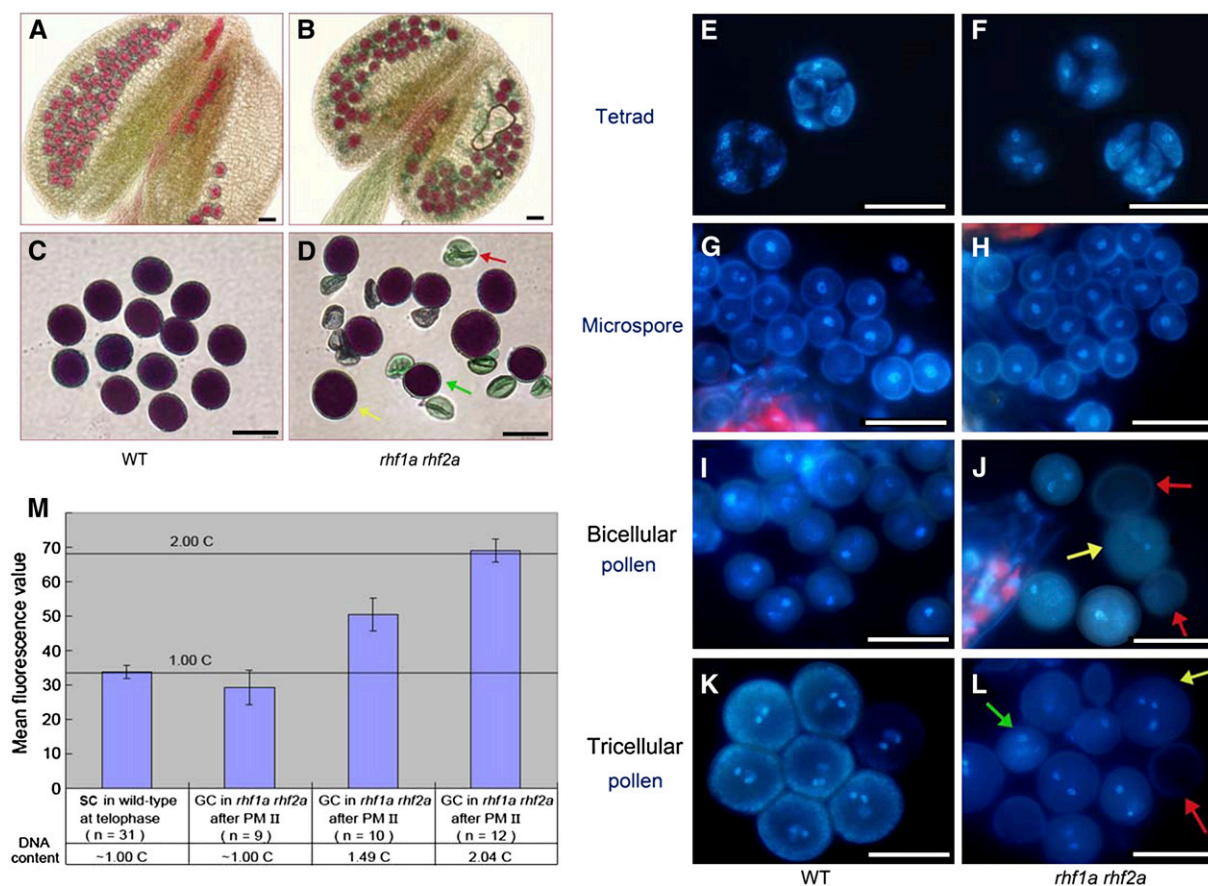 A
B
C
D
WT
rhf1a rhf2a
M
Mean fluorescence value
70
60
50
40
30
20
10
0
2.00 C
1.00 C
SC in wild-type at telophase ( n = 31 )
GC in rhf1a rhf2a after PM II ( n = 9 )
GC in rhf1a rhf2a after PM II ( n = 10 )
GC in rhf1a rhf2a after PM II ( n = 12 )
DNA content
~1.00 C
~1.00 C
1.49 C
2.04 C
Tetrad
E
F
Microspore
G
H
Bicellular
pollen
I
J
Tricellular
pollen
K
L
WT
rhf1a rhf2a